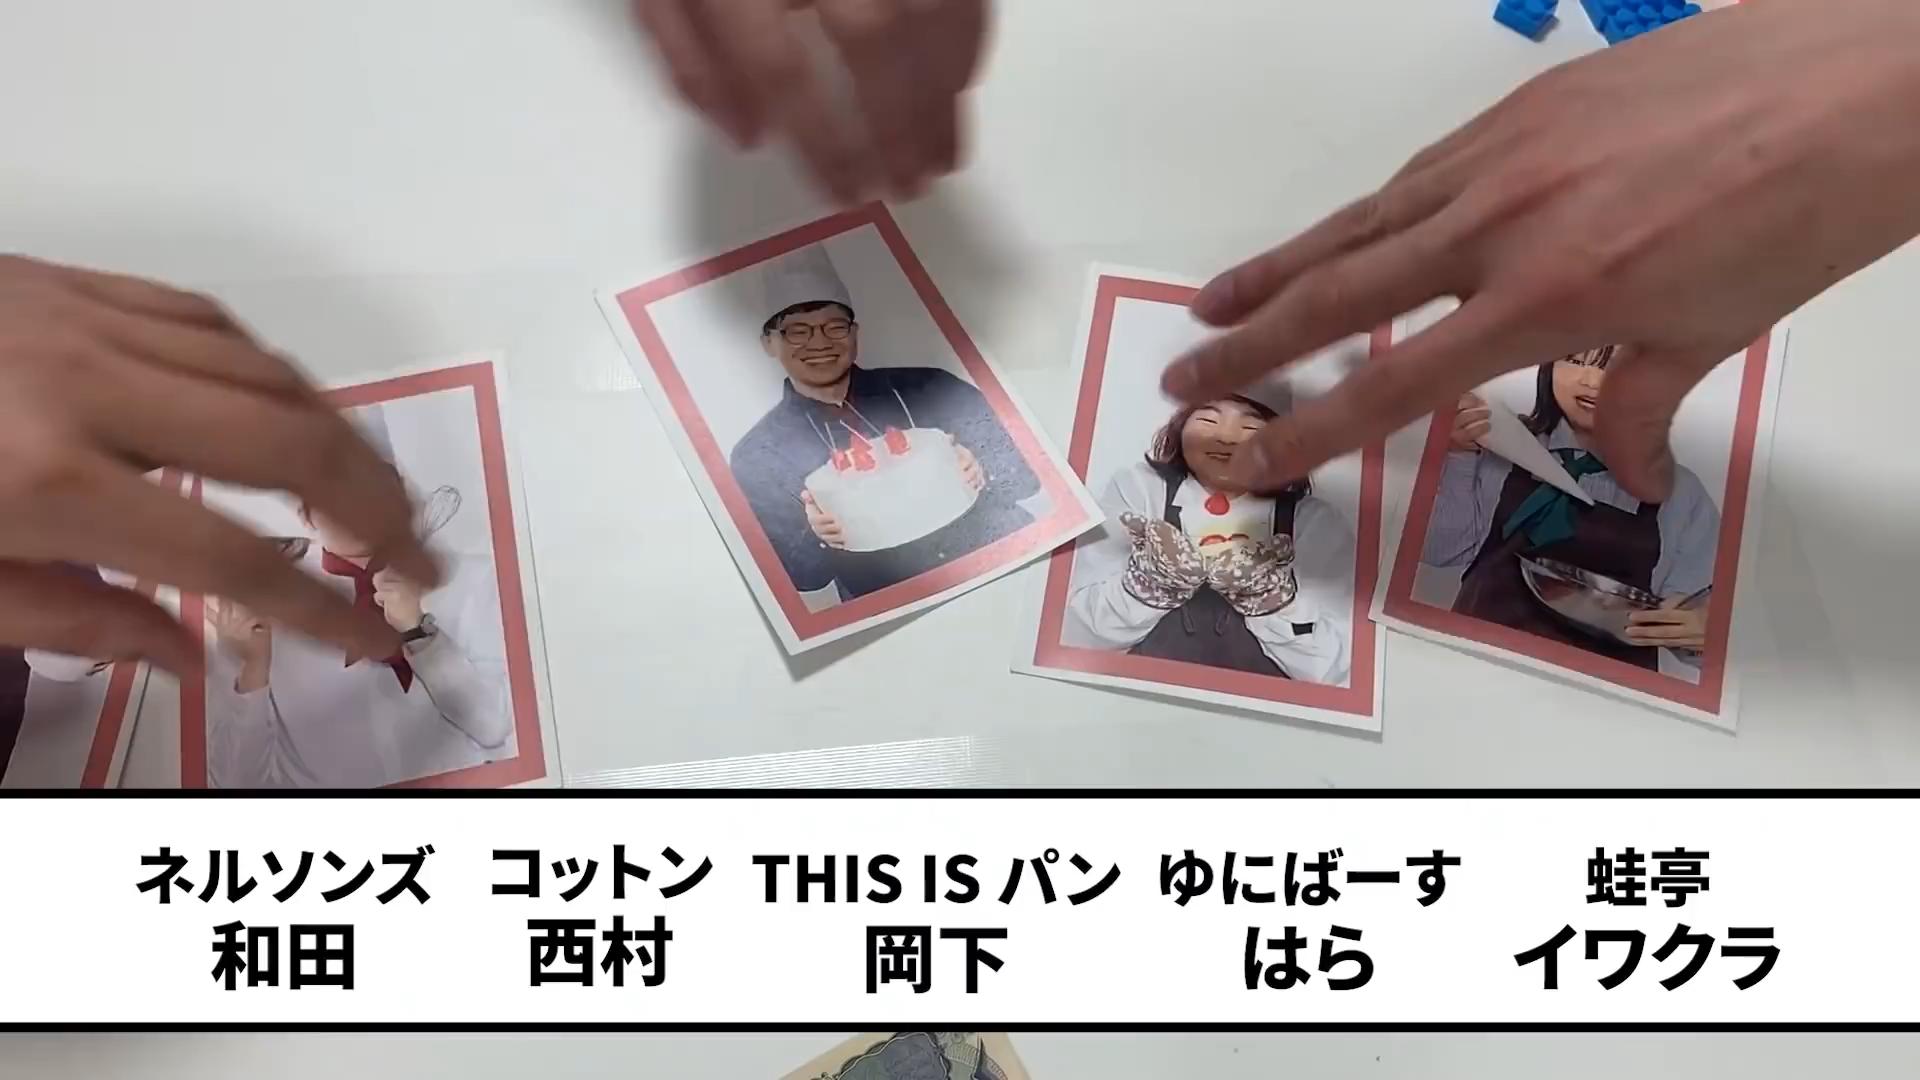 ネルソンズ
和田
コットン
西村
THIS IS パン
岡下
ゆにばーす
はら
蛙亭
イワクラ